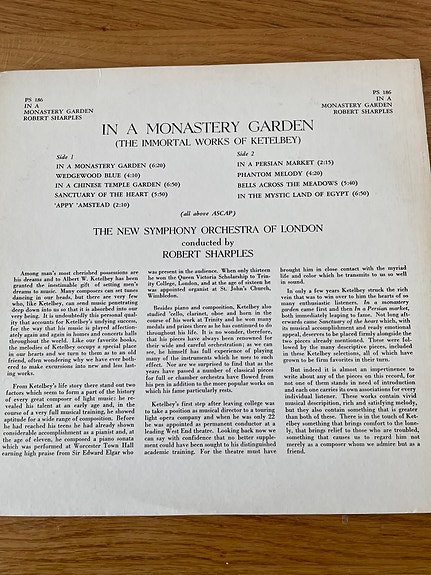 PS 186
IN A
MONASTERY GARDEN
ROBERT SHARPLES
PS 186
IN A
MONASTERY GARDEN
ROBERT SHARPLES
IN A MONASTERY GARDEN
(THE IMMORTAL WORKS OF KETELBEY)
Side 1
IN A MONASTERY GARDEN (6:20)
WEDGEWOOD BLUE (4:10)
IN A CHINESE TEMPLE GARDEN (6:50)
SANCTUARY OF THE HEART (5:50)
'APPY 'AMSTEAD (2:10)
Side 2
IN A PERSIAN MARKET (2:15)
PHANTOM MELODY (4:20)
BELLS ACROSS THE MEADOWS (5:40)
IN THE MYSTIC LAND OF EGYPT (6:50)
(all above ASCAP)
THE NEW SYMPHONY ORCHESTRA OF LONDON
conducted by
ROBERT SHARPLES
Among man's most cherished possessions are
his dreams and to Albert W. Ketelbey has been
granted the inestimable gift of setting men's
dreams to music. Many composers can set tunes
dancing in our heads, but there are very few
who, like Ketelbey, can send music penetrating
deep down into us so that it is absorbed into our
very being. It is undoubtedly this personal qual-
ity that accounts for Ketelbey's undying success,
for the way that his music is played affection-
ately again and again in homes and concerts halls
throughout the world. Like our favorite books,
the melodies of Ketelbey occupy a special place
in our hearts and we turn to them as to an old
friend, often wondering why we have ever both-
ered to make excursions into new and less last-
ing works.
From Ketelbey's life story there stand out two
factors which seem to form a part of the history
of every great composer of light music: he re-
vealed his talent at an early age and, in the
course of a very full musical training, he showed
aptitude for a wide range of composition. Before
he had reached his teens he had already shown
considerable accomplishment as a pianist and, at
the age of eleven, he composed a piano sonata
which was performed at Worcester Town Hall
earning high praise from Sir Edward Elgar who
was present in the audience. When only thirteen
he won the Queen Victoria Scholarship to Trin-
ity College, London, and at the age of sixteen he
was appointed organist at St. John's Church,
Wimbledon.
Besides piano and composition, Ketelbey also
studied 'cello, clarinet, oboe and horn in the
course of his work at Trinity and he won many
medals and prizes there as he has continued to do
throughout his life. It is no wonder, therefore,
that his pieces have always been renowned for
their wide and careful orchestration; as we can
see, he himself has full experience of playing
many of the instruments which he uses to such
effect. Nor are we surprised to find that as the
years have passed a number of classical pieces
for full or chamber orchestra have flowed from
his pen in addition to the more popular works on
which his fame particularly rests.
Ketelbey's first step after leaving college was
to take a position as musical director to a touring
light opera company and when he was only 22
he was appointed as permanent conductor at a
leading West End theatre. Looking back now we
can say with confidence that no better supple-
ment could have been sought to his distinguished
academic training. For the theatre must have
brought him in close contact with the myriad
life and color which he transmits to us so well
in sound.
In only a few years Ketelbey struck the rich
vein that was to win over to him the hearts of so
many enthusiastic listeners. In a monastery
garden came first and then In a Persian market,
both immediately leaping to fame. Not long aft-
erwards came Sanctuary of the heart which, with
its musical accomplishment and ready emotional
appeal, deserves to be placed firmly alongside the
two pieces already mentioned. These were fol-
lowed by the many descriptive pieces, included
in these Ketelbey selections, all of which have
grown to be firm favorites in their turn.
But indeed it is almost an impertinence to
write about any of the pieces on this record, for
not one of them stands in need of introduction
and each one carries its own associations for every
individual listener. These works contain vivid
musical description, rich and satisfying melody,
but they also contain something that is greater
than both of these. There is in the touch of Ket-
elbey something that brings comfort to the lone-
ly, that brings relief to those who are troubled,
something that causes us to regard him not
merely as a composer whom we admire but as a
friend.